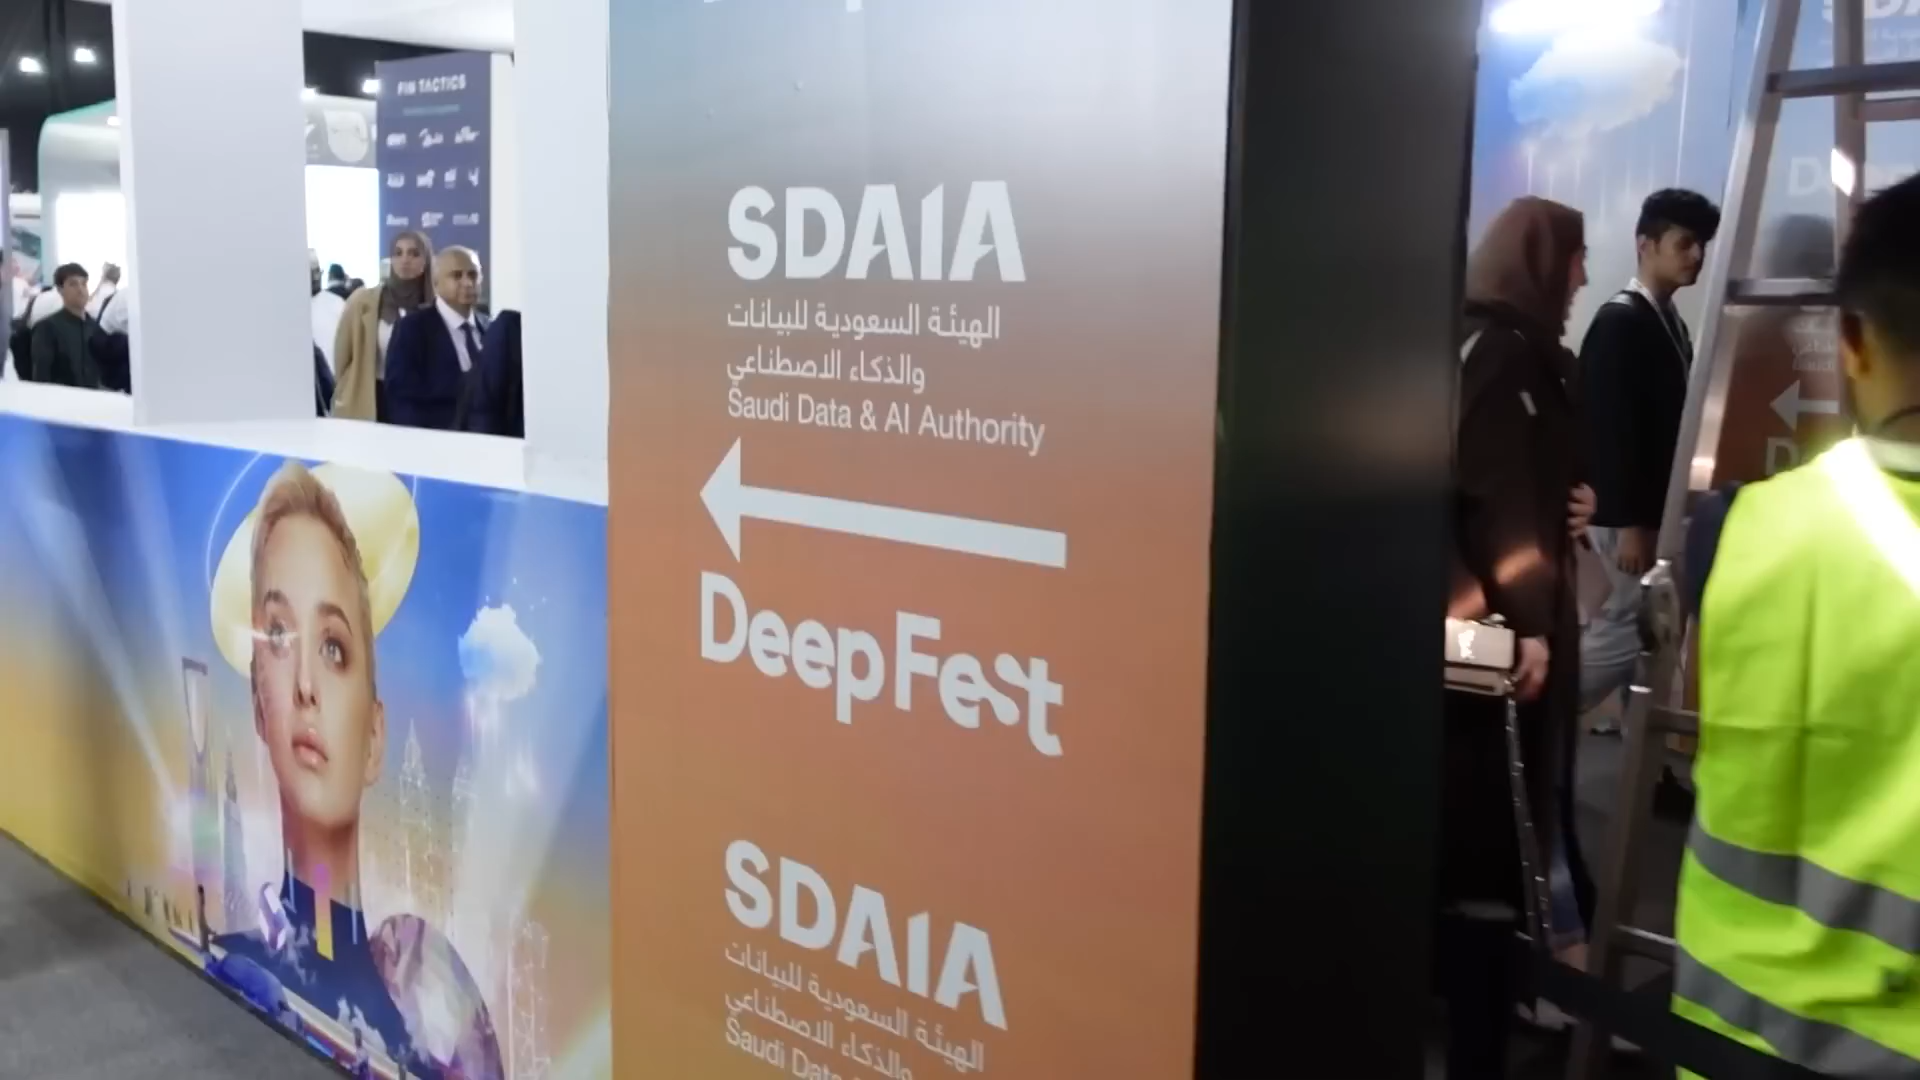 FIN TACTICS
SDAIA
الهيئة السعودية للبيانات
والذكاء الاصطناعي
Saudi Data & AI Authority
DeepFest
SDAIA
الهيئة السعودية للبيانات
والذكاء الاصطناعي
Saudi Data